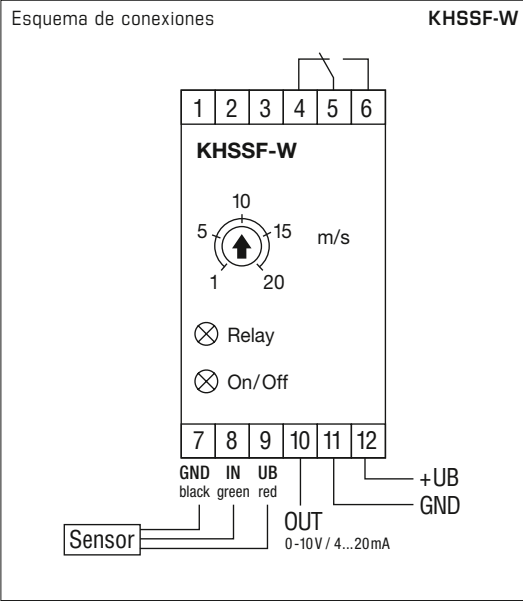 Esquema de conexiones KHSSF-W
1 2 3 4 5 6
KHSSF-W
10
5 15 m/s
1 20
Relay
On/Off
7 8 9 10 11 12
GND IN UB
black green red
+UB
GND
OUT
0-10V / 4...20mA
Sensor